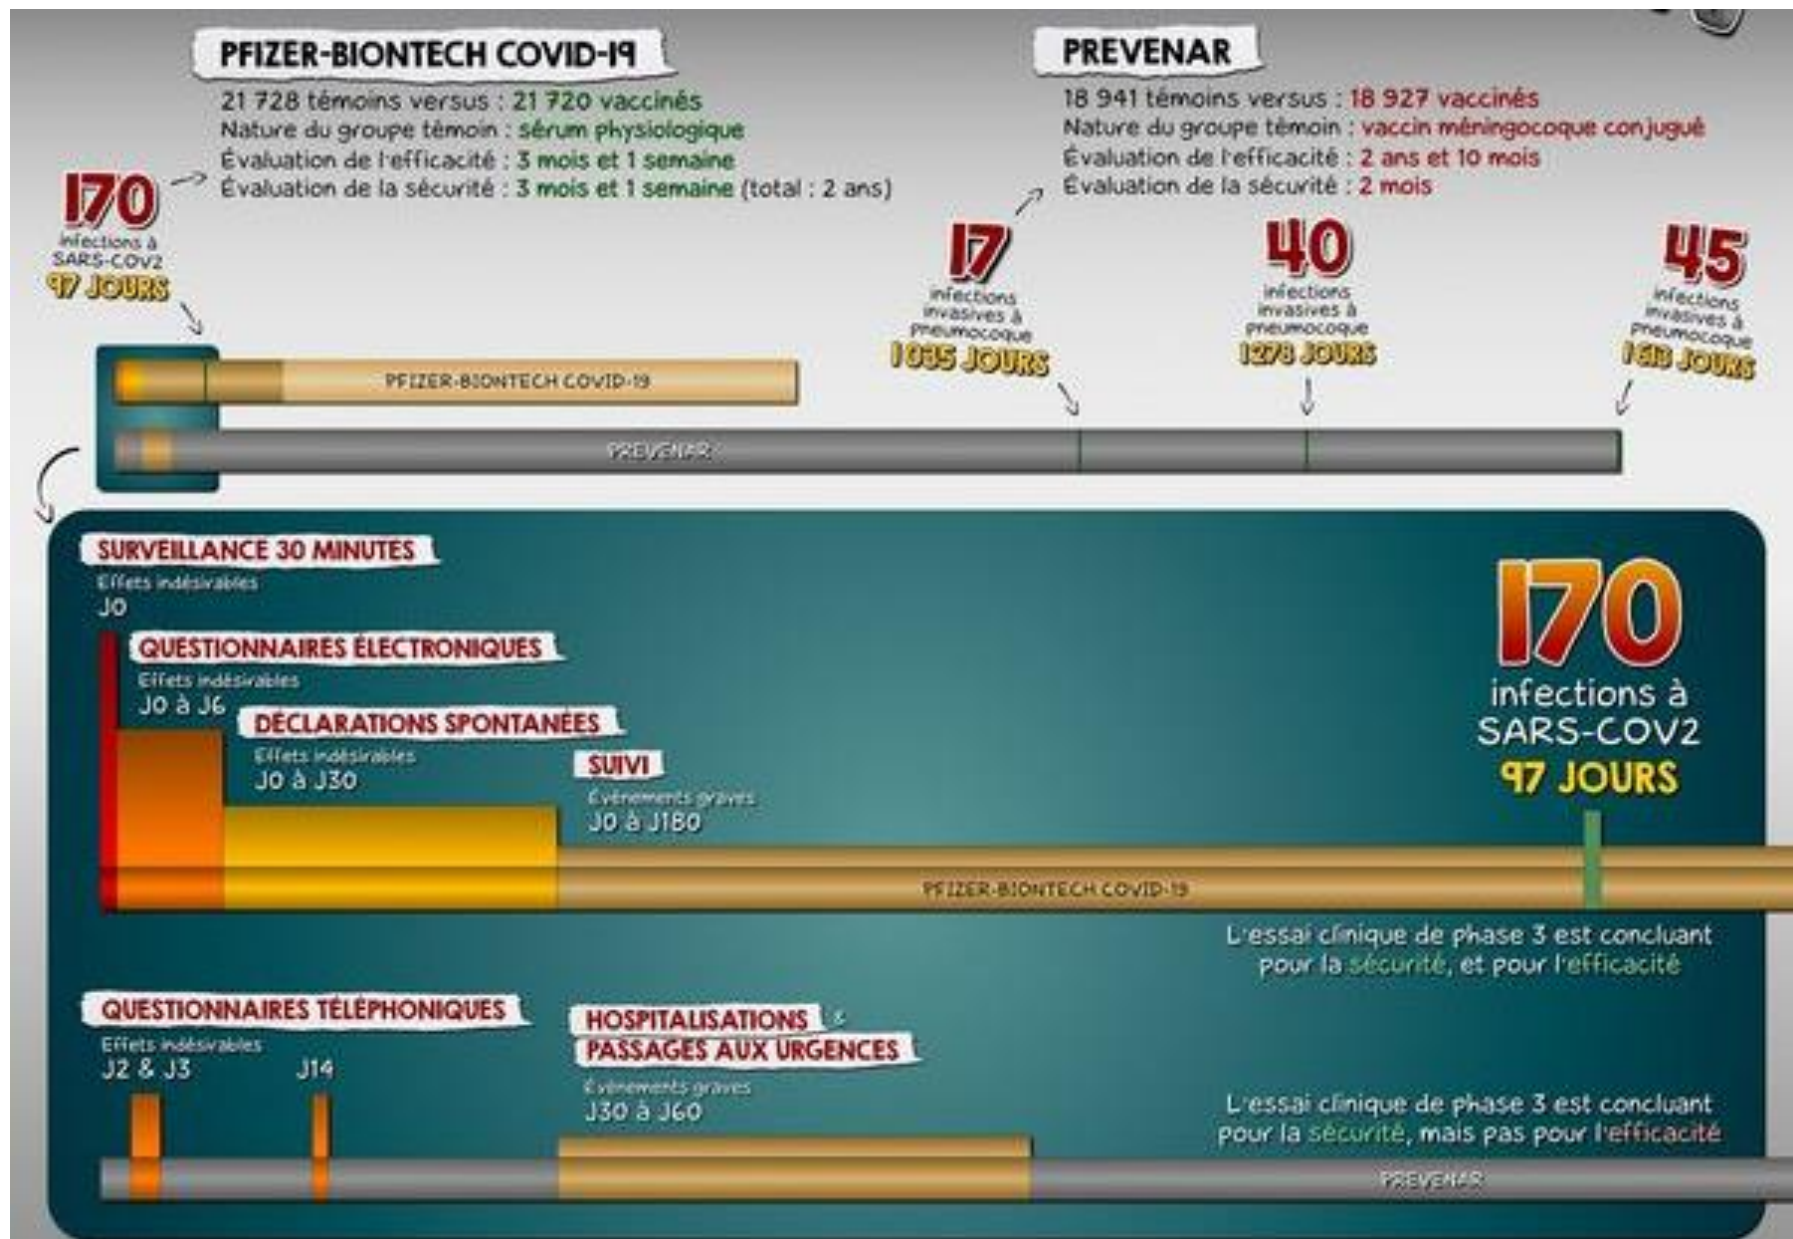 PFIZER-BIONTECH COVID-19
21 728 témoins versus : 21 720 vaccinés
Nature du groupe témoin : sérum physiologique
Évaluation de l'efficacité : 3 mois et 1 semaine
Évaluation de la sécurité : 3 mois et 1 semaine (total : 2 ans)
PREVENAR
18 941 témoins versus : 18 927 vaccinés
Nature du groupe témoin : vaccin méningocoque conjugué
Évaluation de l'efficacité : 2 ans et 10 mois
Évaluation de la sécurité : 2 mois
170
infections à
SARS-COV2
97 JOURS
17
infections
invasives à
pneumocoque
1 035 JOURS
40
infections
invasives à
pneumocoque
1 278 JOURS
45
infections
invasives à
pneumocoque
1 613 JOURS
PFIZER-BIONTECH COVID-19
PREVENAR
SURVEILLANCE 30 MINUTES
Effets indésirables
J0
QUESTIONNAIRES ÉLECTRONIQUES
Effets indésirables
J0 à J6
DÉCLARATIONS SPONTANÉES
Effets indésirables
J0 à J30
SUIVI
Événements graves
J0 à J180
170
infections à
SARS-COV2
97 JOURS
PFIZER-BIONTECH COVID-19
L'essai clinique de phase 3 est concluant
pour la sécurité, et pour l'efficacité
QUESTIONNAIRES TÉLÉPHONIQUES
Effets indésirables
J2 & J3
J14
HOSPITALISATIONS &
PASSAGES AUX URGENCES
Événements graves
J30 à J60
L'essai clinique de phase 3 est concluant
pour la sécurité, mais pas pour l'efficacité
PREVENAR